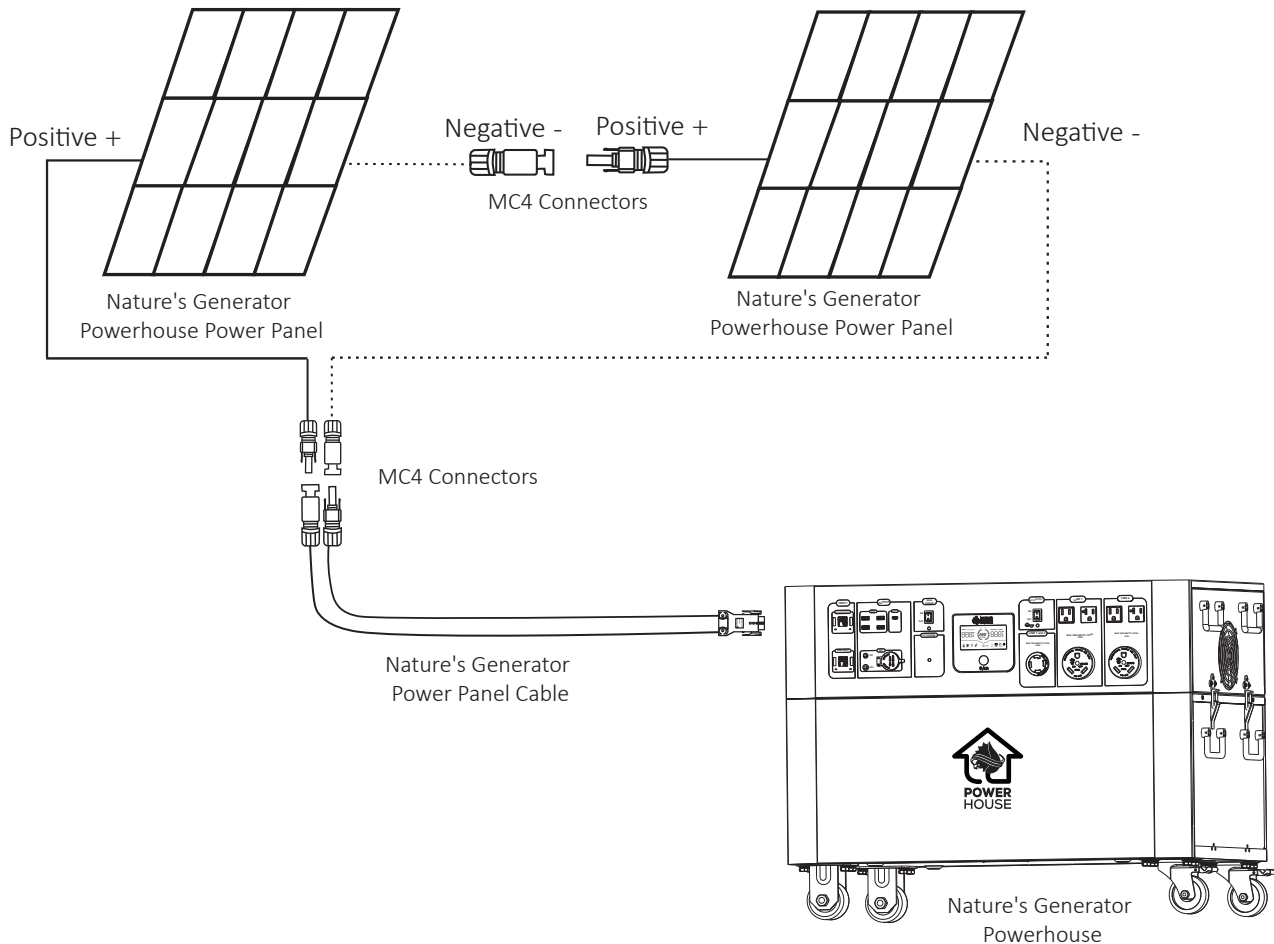 Positive +
Negative -
Positive +
Negative -
MC4 Connectors
Nature's Generator
Powerhouse Power Panel
Nature's Generator
Powerhouse Power Panel
MC4 Connectors
Nature's Generator
Power Panel Cable
POWER
HOUSE
Nature's Generator
Powerhouse